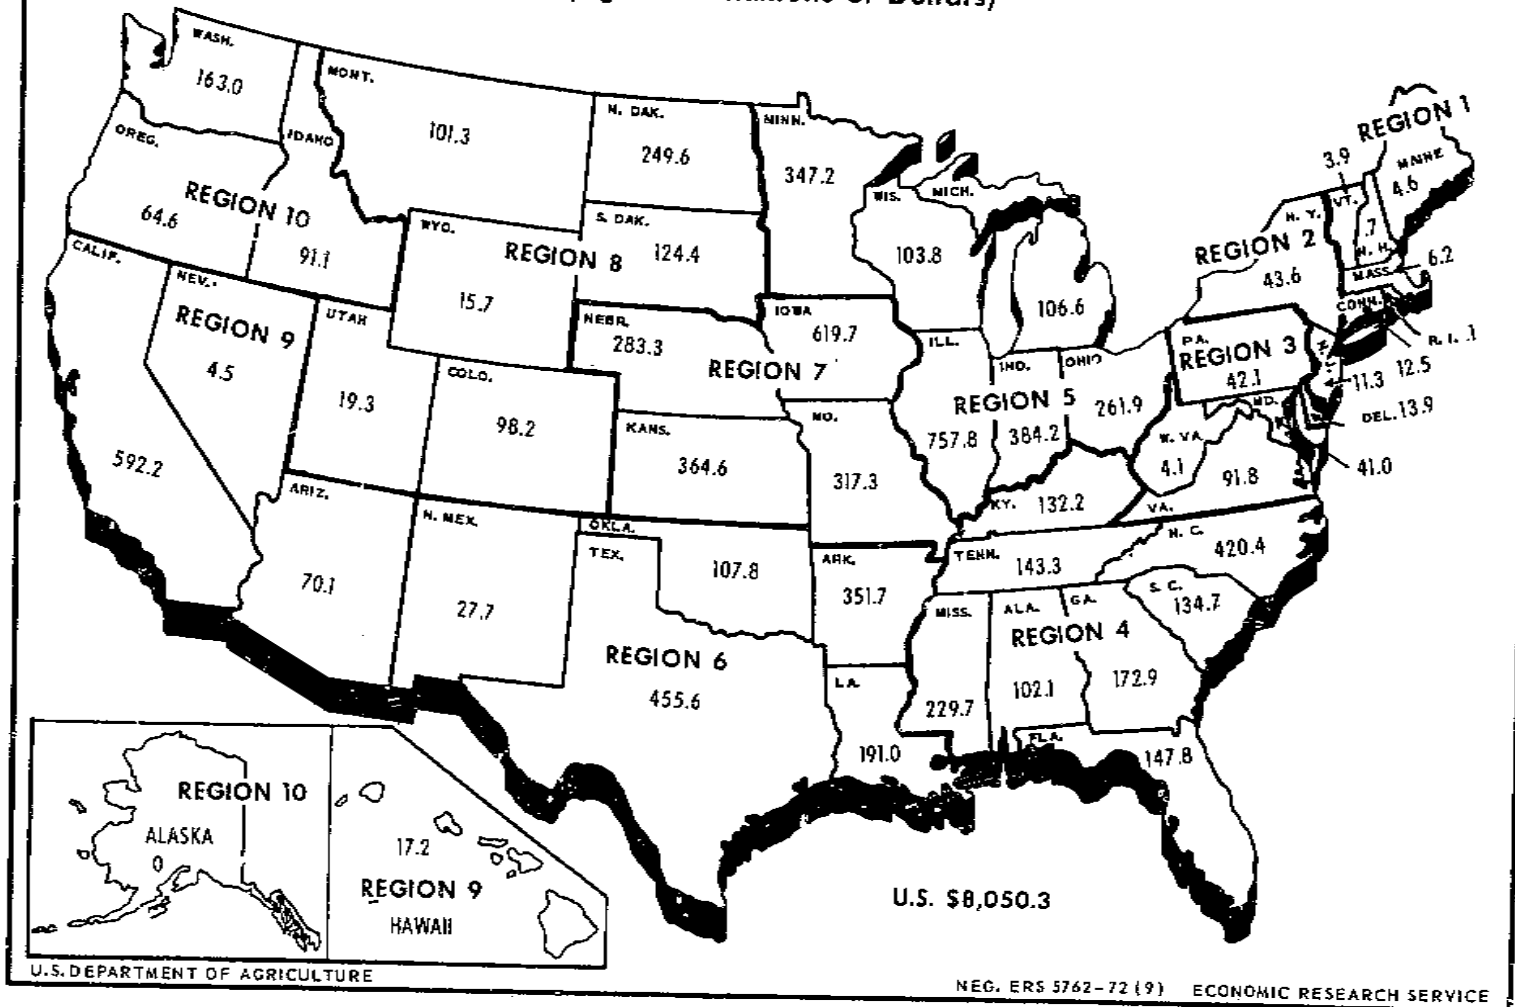 of Dollars)
WASH.
163.0
MONT.
101.3
N. DAK.
249.6
MINN.
347.2
OREG.
IDAHO
REGION 10
64.6
91.1
WYO.
15.7
REGION 8
S. DAK.
124.4
WIS.
103.8
MICH.
106.6
REGION 1
MAINE
4.6
3.9
VT.
.7
N. H.
N. Y.
REGION 2
43.6
MASS.
6.2
CONN.
R. I. .1
12.5
11.3
CALIF.
592.2
NEV.
REGION 9
4.5
UTAH
19.3
COLO.
98.2
NEBR.
283.3
REGION 7
IOWA
619.7
ILL.
757.8
IND.
REGION 5
384.2
OHIO
261.9
PA.
REGION 3
42.1
MD.
DEL. 13.9
41.0
W. VA.
4.1
91.8
VA.
KANS.
364.6
MO.
317.3
KY. 132.2
ARIZ.
70.1
N. MEX.
27.7
OKLA.
107.8
TEX.
REGION 6
455.6
ARK.
351.7
LA.
191.0
TENN.
143.3
N. C.
420.4
S. C.
134.7
MISS.
229.7
ALA.
GA.
REGION 4
102.1
172.9
FLA.
147.8
REGION 10
ALASKA
0
17.2
REGION 9
HAWAII
U.S. $8,050.3
U.S. DEPARTMENT OF AGRICULTURE
NEG. ERS 5762-72 (9) ECONOMIC RESEARCH SERVICE